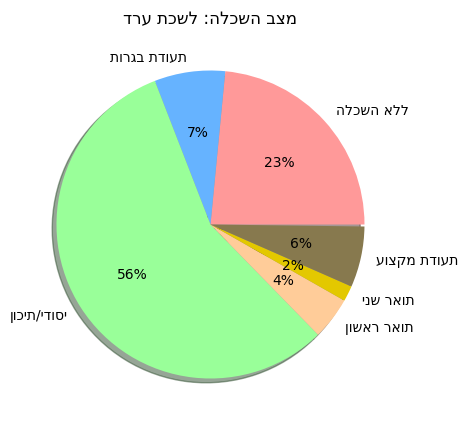 מצב השכלה: לשכת ערד
תעודת בגרות
ללא השכלה
7%
23%
6%
תעודת מקצוע
2%
56%
4%
תואר שני
יסודי/תיכון
תואר ראשון